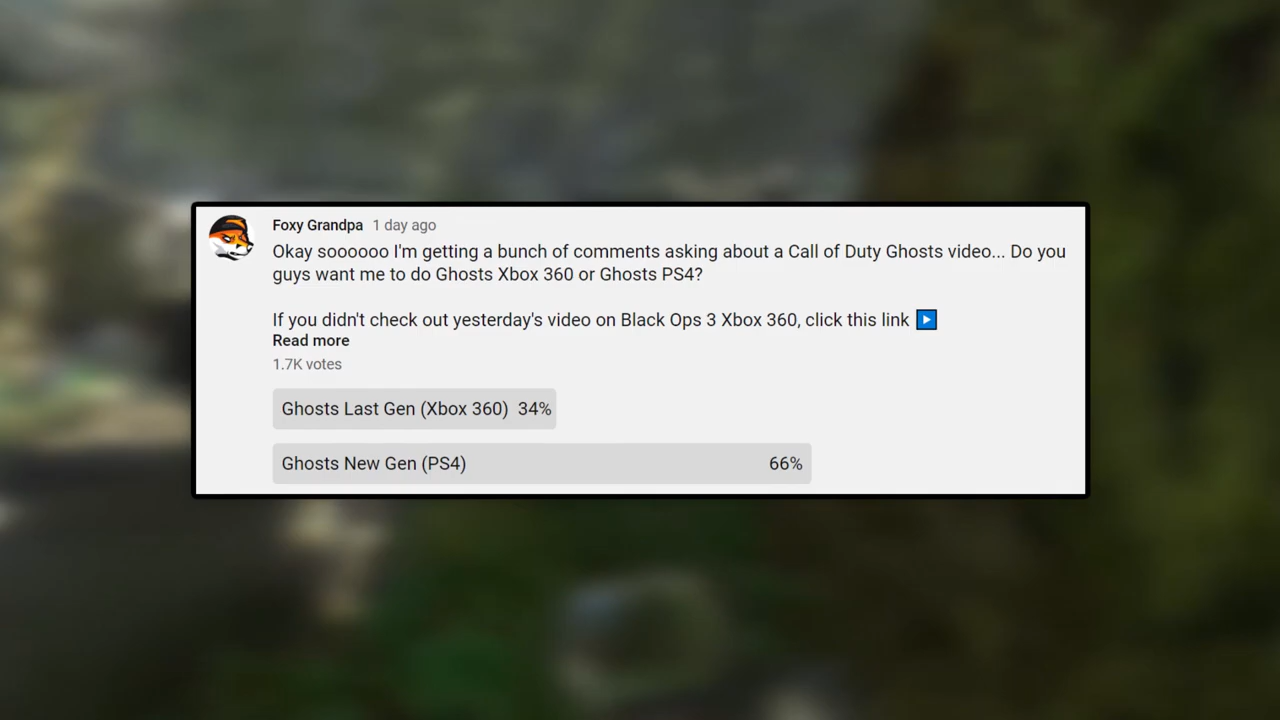 Foxy Grandpa 1 day ago
Okay soooooo I'm getting a bunch of comments asking about a Call of Duty Ghosts video... Do you
guys want me to do Ghosts Xbox 360 or Ghosts PS4?
If you didn't check out yesterday's video on Black Ops 3 Xbox 360, click this link ▶️
Read more
1.7K votes
Ghosts Last Gen (Xbox 360) 34%
Ghosts New Gen (PS4) 66%